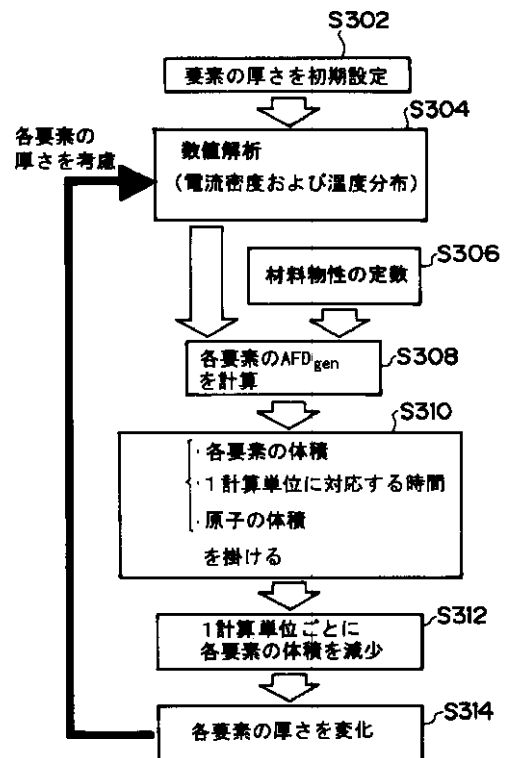 S302
要素の厚さを初期設定
S304
各要素の
厚さを考慮
数値解析
(電流密度および温度分布)
S306
材料物性の定数
S308
各要素のAFDgen
を計算
S310
・各要素の体積
・1計算単位に対応する時間
・原子の体積
を掛ける
S312
1計算単位ごとに
各要素の体積を減少
S314
各要素の厚さを変化